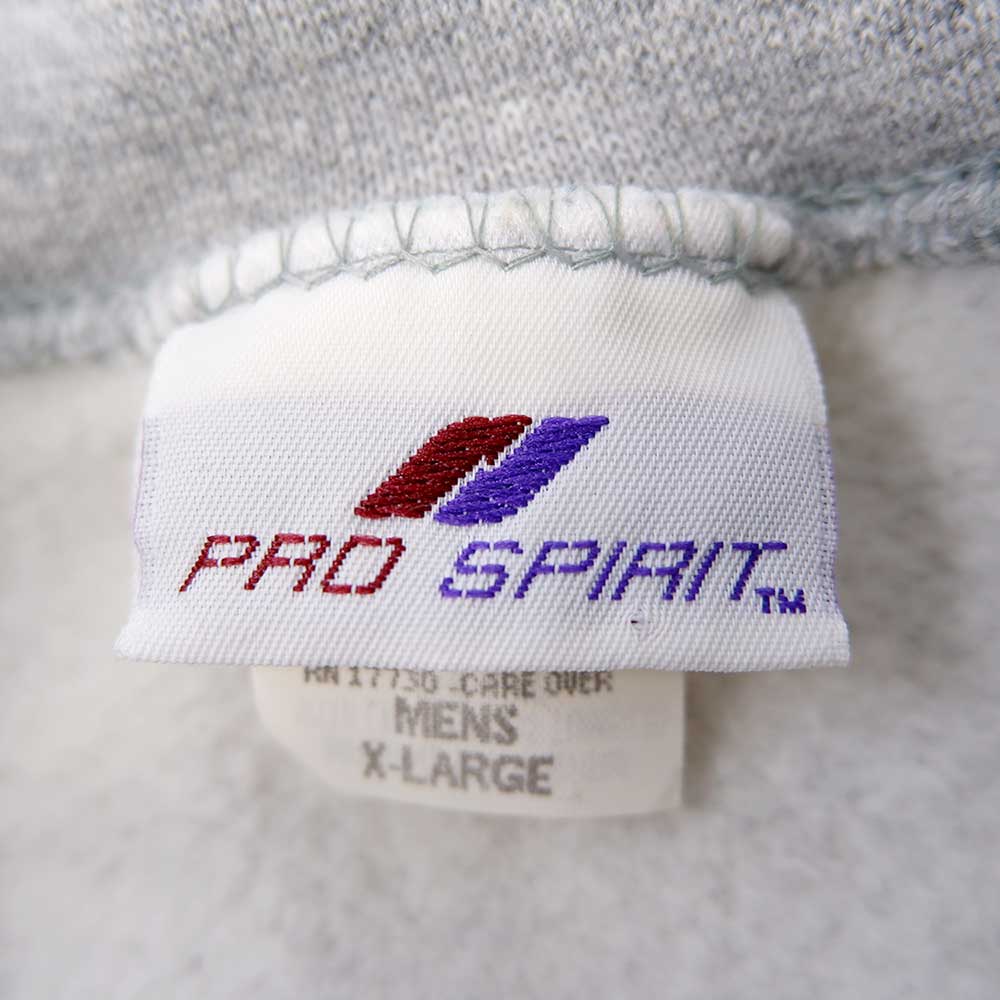 PRO SPIRIT™
RN 17730 -CARE OVER
MENS
X-LARGE